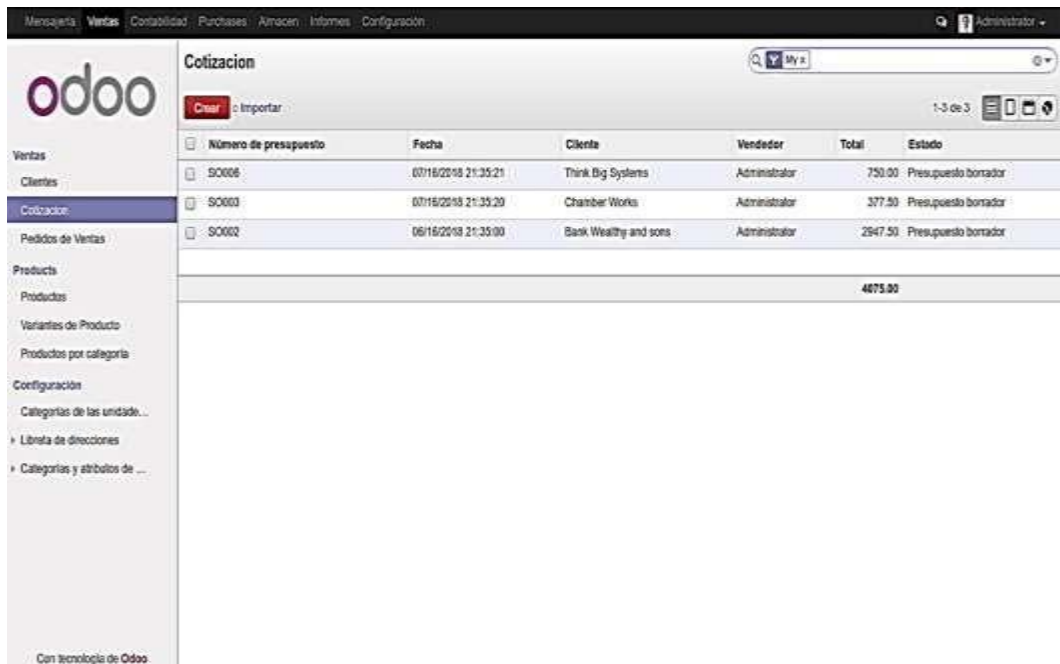 Mensajería Ventas Contabilidad Purchases Almacen Informes Configuración Administrator
odoo
Cotizacion
My x
Crear o Importar
1-3 de 3
Número de presupuesto Fecha Cliente Vendedor Total Estado
SO006 07/16/2018 21:35:21 Think Big Systems Administrator 750.00 Presupuesto borrador
SO003 07/16/2018 21:35:20 Chamber Works Administrator 377.50 Presupuesto borrador
SO002 06/16/2018 21:35:00 Bank Wealthy and sons Administrator 2947.50 Presupuesto borrador
4075.00
Ventas
Clientes
Cotizacion
Pedidos de Ventas
Products
Productos
Variantes de Producto
Productos por categoría
Configuración
Categorías de las unidade...
Libreta de direcciones
Categorías y atributos de ...
Con tecnología de Odoo